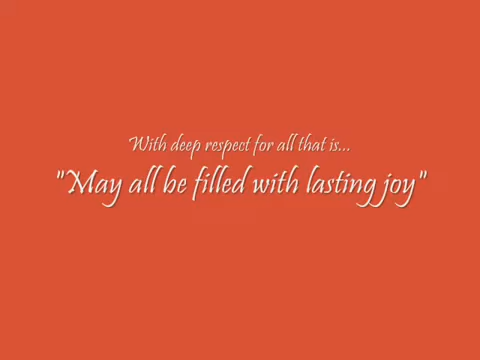 With deep respect for all that is...
"May all be filled with lasting joy"